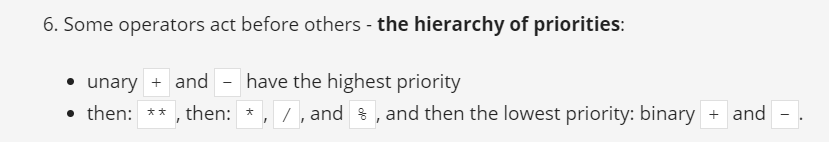 6. Some operators act before others - the hierarchy of priorities:
• unary + and - have the highest priority
• then: ** , then: * , / , and % , and then the lowest priority: binary + and - .